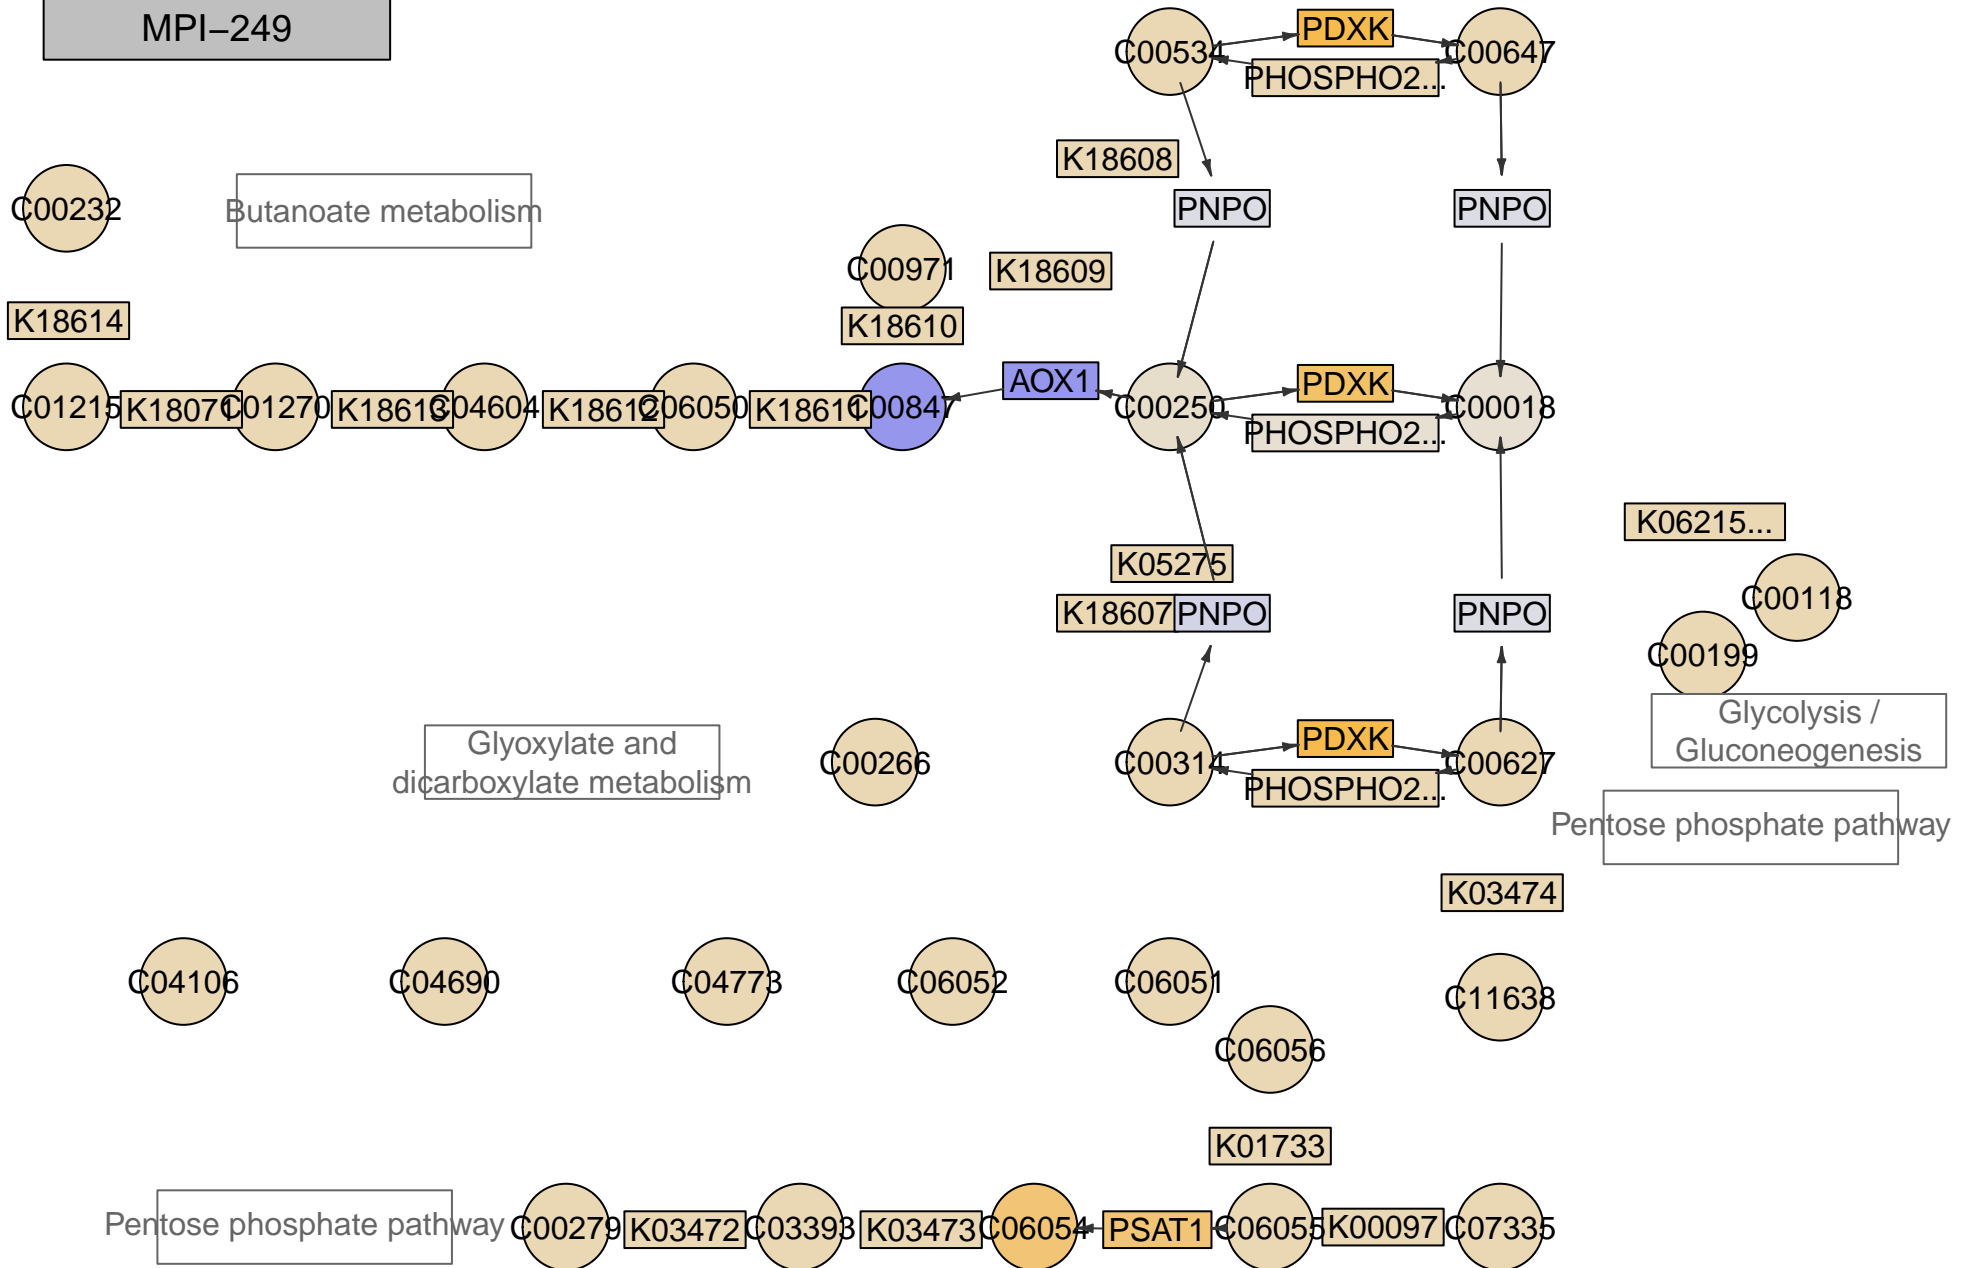 MPI–249
C00534
PDXK
C00647
PHOSPHO2...
K18608
C00232
Butanoate metabolism
PNPO
PNPO
C00971
K18609
K18614
K18610
AOX1
PDXK
C01215
K18071
C01270
K18613
C04604
K18612
C06050
K18611
C00847
C00250
C00018
PHOSPHO2...
K06215...
K05275
C00118
K18607
PNPO
PNPO
C00199
Glycolysis /
Gluconeogenesis
Glyoxylate and
dicarboxylate metabolism
C00266
C00314
PDXK
C00627
PHOSPHO2...
Pentose phosphate pathway
K03474
C04106
C04690
C04773
C06052
C06051
C11638
C06056
K01733
Pentose phosphate pathway
C00279
K03472
C03393
K03473
C06054
PSAT1
C06055
K00097
C07335